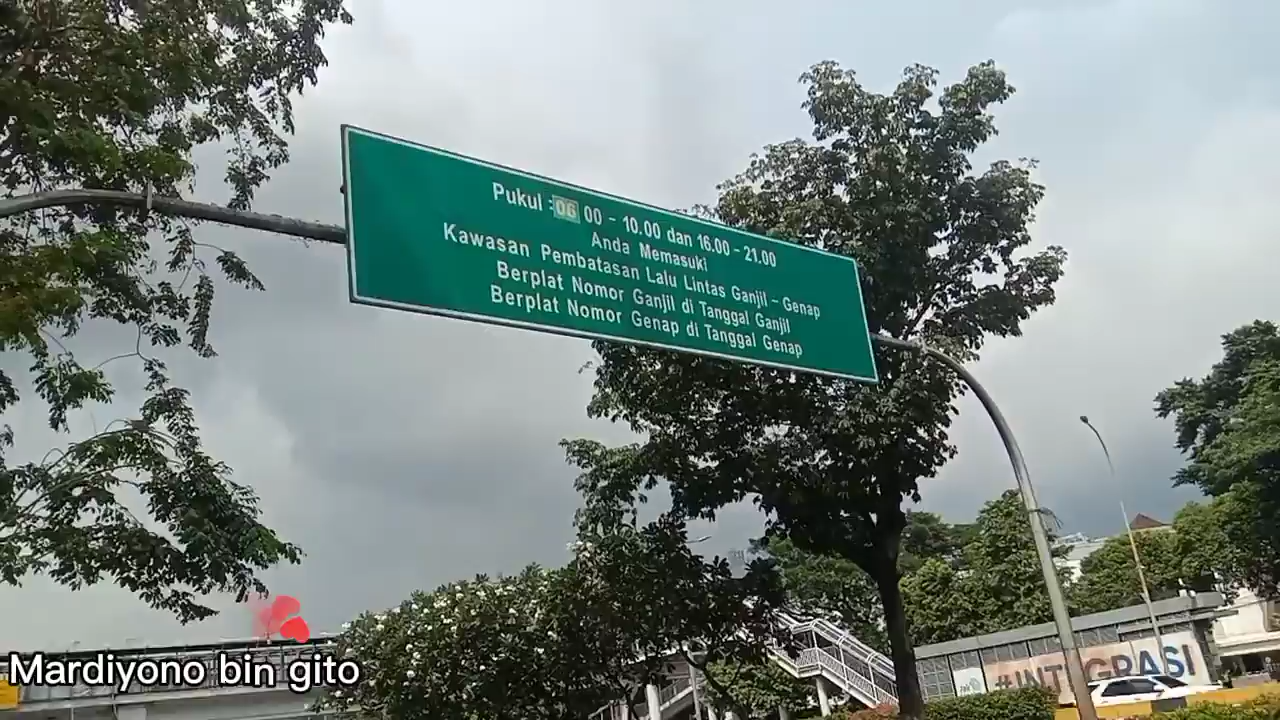 Pukul :06 00 - 10.00 dan 16.00 - 21.00
Anda Memasuki
Kawasan Pembatasan Lalu Lintas Ganjil - Genap
Berplat Nomor Ganjil di Tanggal Ganjil
Berplat Nomor Genap di Tanggal Genap
#INTEGRASI
Mardiyono bin gito